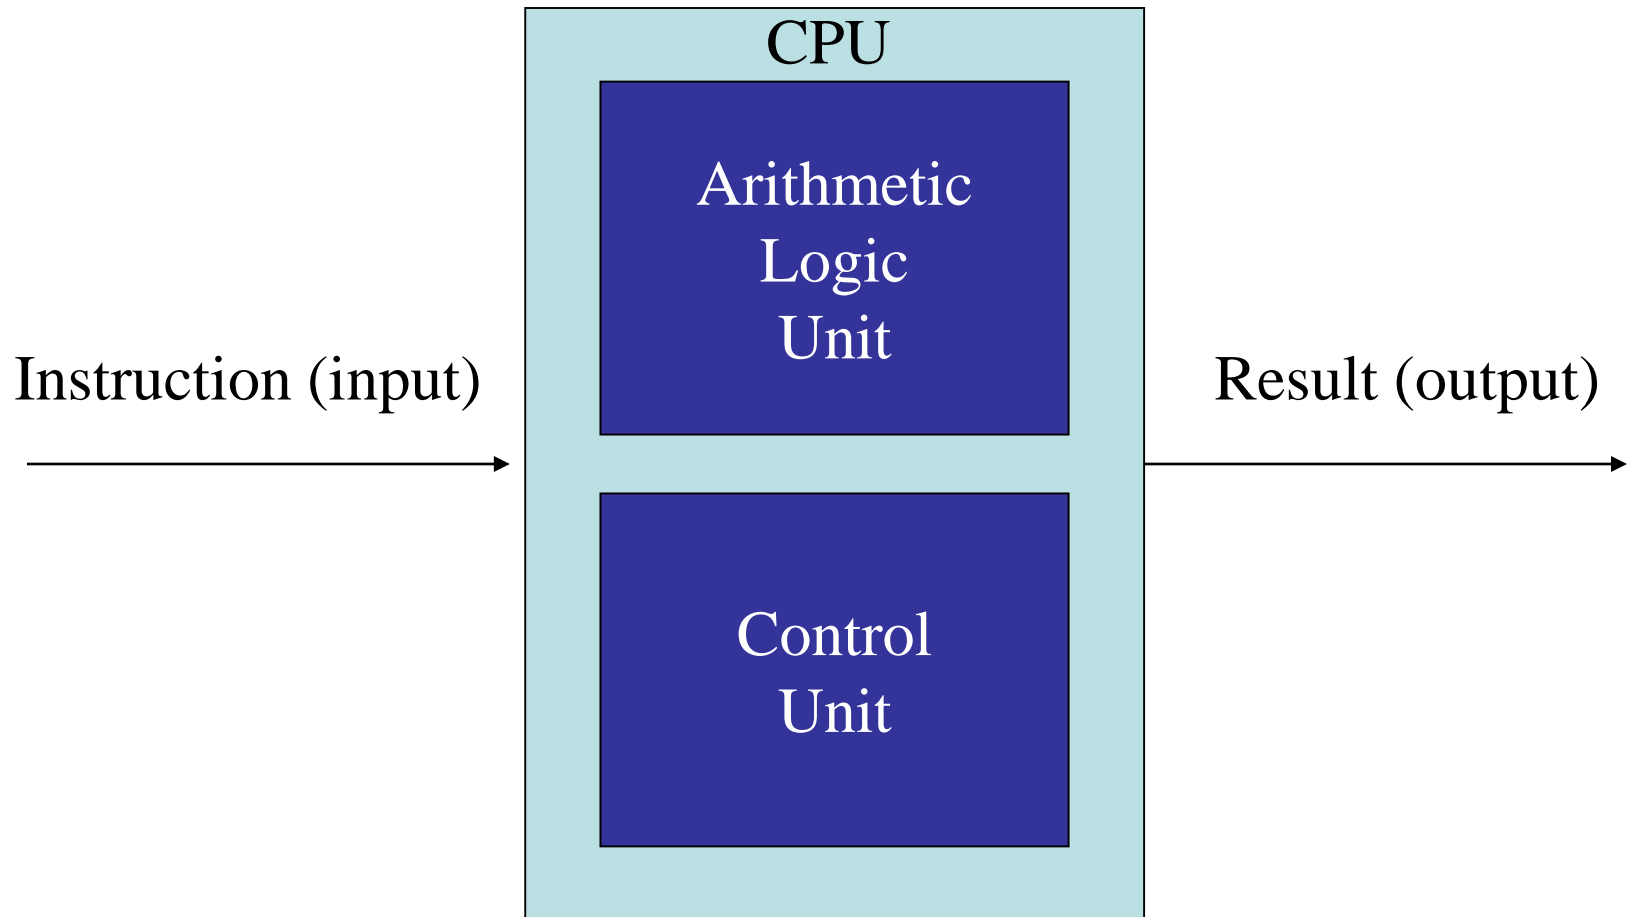 CPU
Arithmetic
Logic
Unit
Instruction (input)
Result (output)
Control
Unit